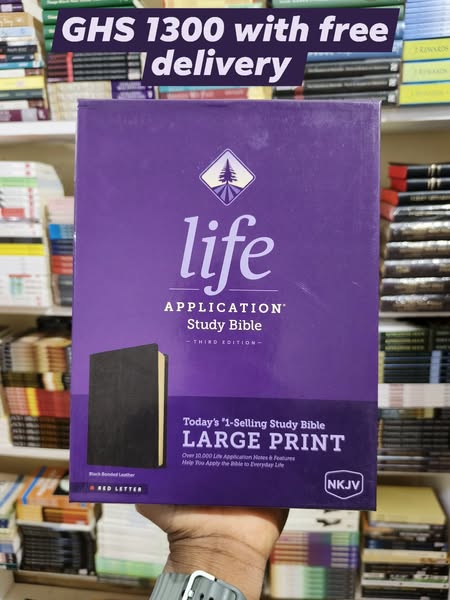 GHS 1300 with free
delivery
life
APPLICATION®
Study Bible
— THIRD EDITION —
Today's #1-Selling Study Bible
LARGE PRINT
Over 10,000 Life Application Notes & Features
Help You Apply the Bible to Everyday Life
Black Bonded Leather
RED LETTER
NKJV